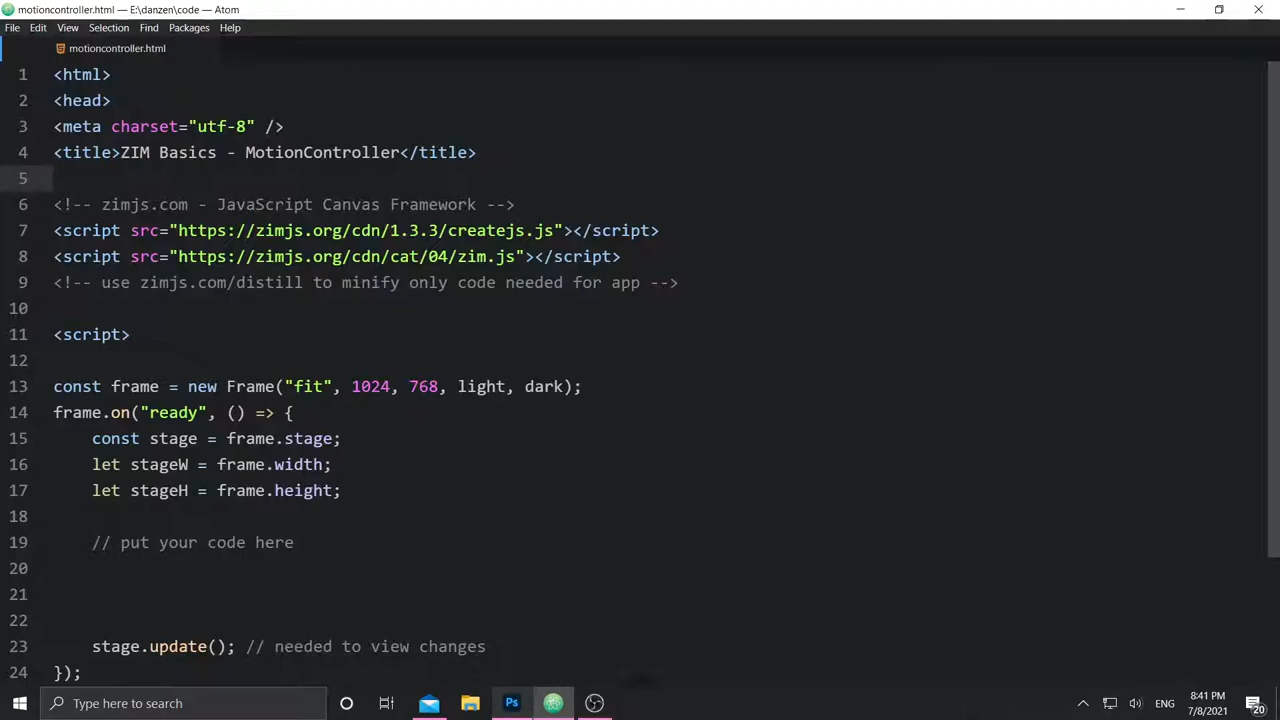 motioncontroller.html — E:\danzen\code — Atom
File Edit View Selection Find Packages Help
motioncontroller.html
1 <html>
2 <head>
3 <meta charset="utf-8" />
4 <title>ZIM Basics - MotionController</title>
5
6 <!-- zimjs.com - JavaScript Canvas Framework -->
7 <script src="https://zimjs.org/cdn/1.3.3/createjs.js"></script>
8 <script src="https://zimjs.org/cdn/cat/04/zim.js"></script>
9 <!-- use zimjs.com/distill to minify only code needed for app -->
10
11 <script>
12
13 const frame = new Frame("fit", 1024, 768, light, dark);
14 frame.on("ready", () => {
15     const stage = frame.stage;
16     let stageW = frame.width;
17     let stageH = frame.height;
18
19     // put your code here
20
21
22
23     stage.update(); // needed to view changes
24 });
Type here to search
Ps
ENG
8:41 PM
7/8/2021
20